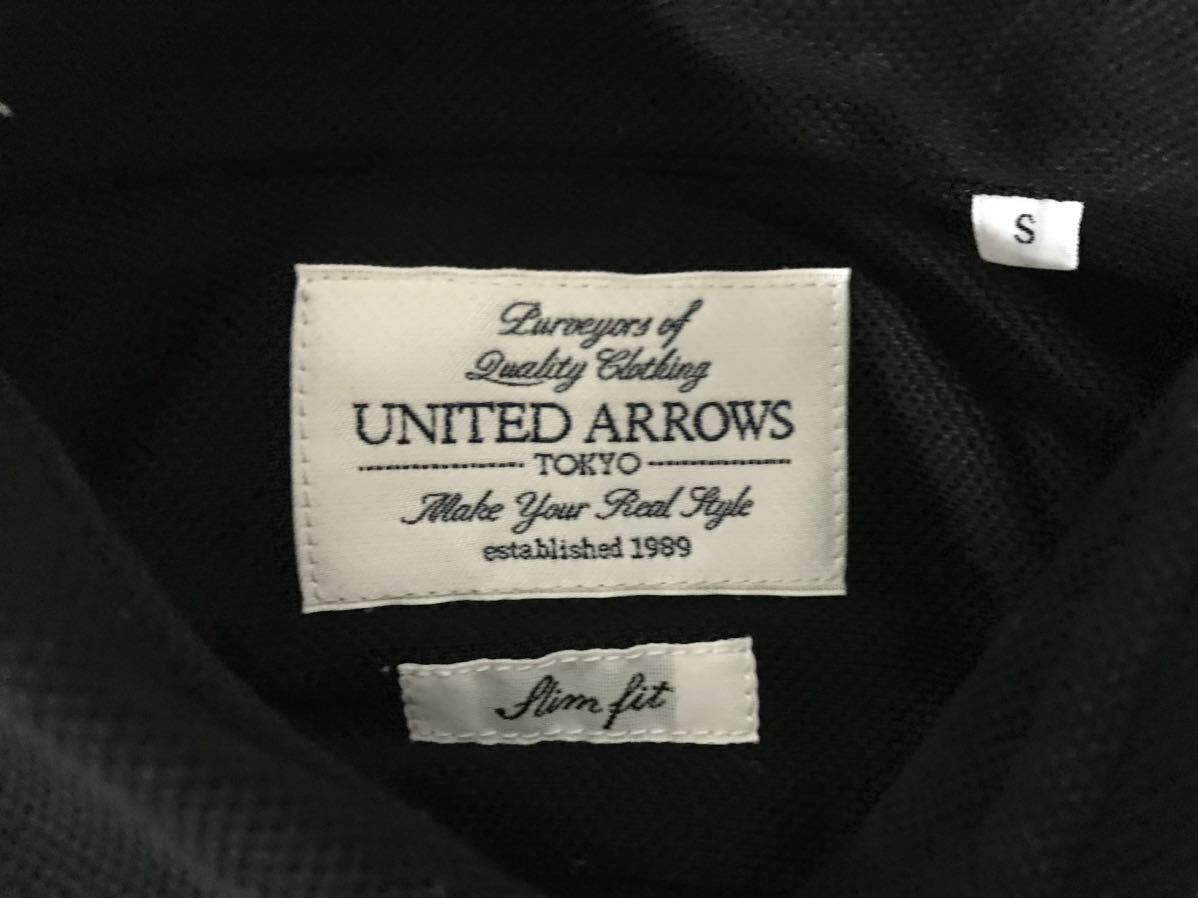 S
Purveyors of
Quality Clothing
UNITED ARROWS
TOKYO
Make Your Real Style
established 1989
Slim fit